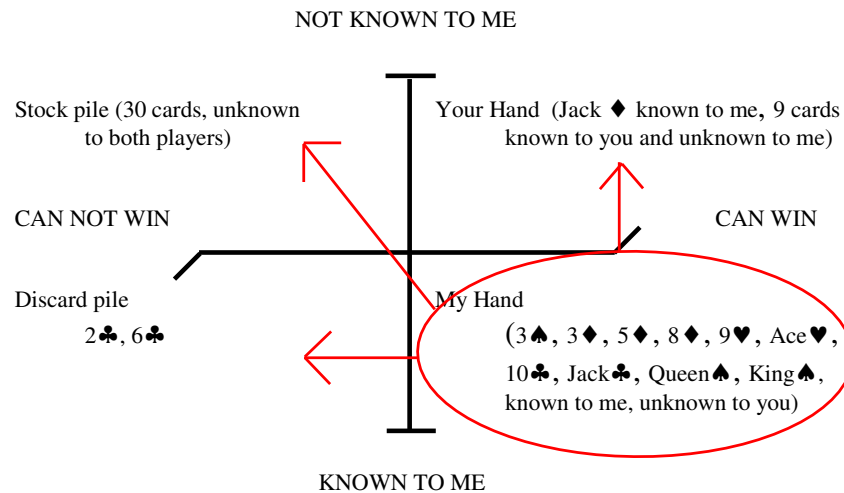 NOT KNOWN TO ME
Stock pile (30 cards, unknown
to both players)
Your Hand (Jack ♦ known to me, 9 cards
known to you and unknown to me)
CAN NOT WIN
CAN WIN
Discard pile
2♣, 6♣
My Hand
(3♠, 3♦, 5♦, 8♦, 9♥, Ace♥,
10♣, Jack♣, Queen♠, King♠,
known to me, unknown to you)
KNOWN TO ME